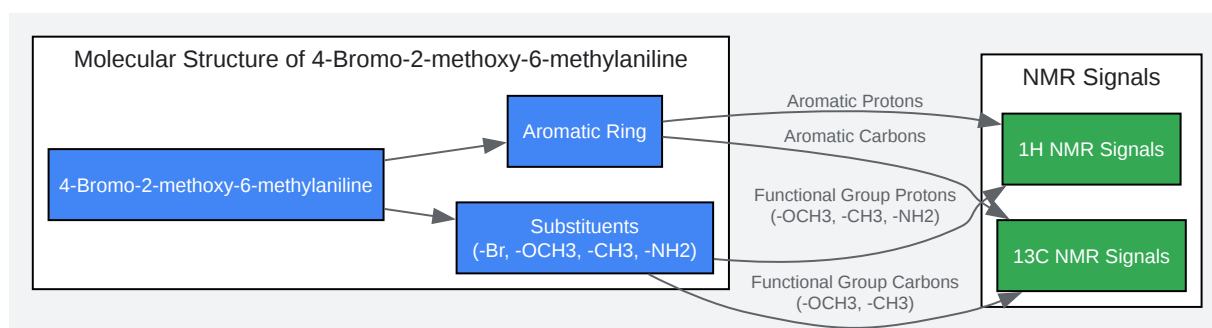 Molecular Structure of 4-Bromo-2-methoxy-6-methylaniline
NMR Signals
Aromatic Protons
Aromatic Ring
Aromatic Carbons
1H NMR Signals
4-Bromo-2-methoxy-6-methylaniline
Functional Group Protons
(-OCH3, -CH3, -NH2)
Substituents
(-Br, -OCH3, -CH3, -NH2)
13C NMR Signals
Functional Group Carbons
(-OCH3, -CH3)